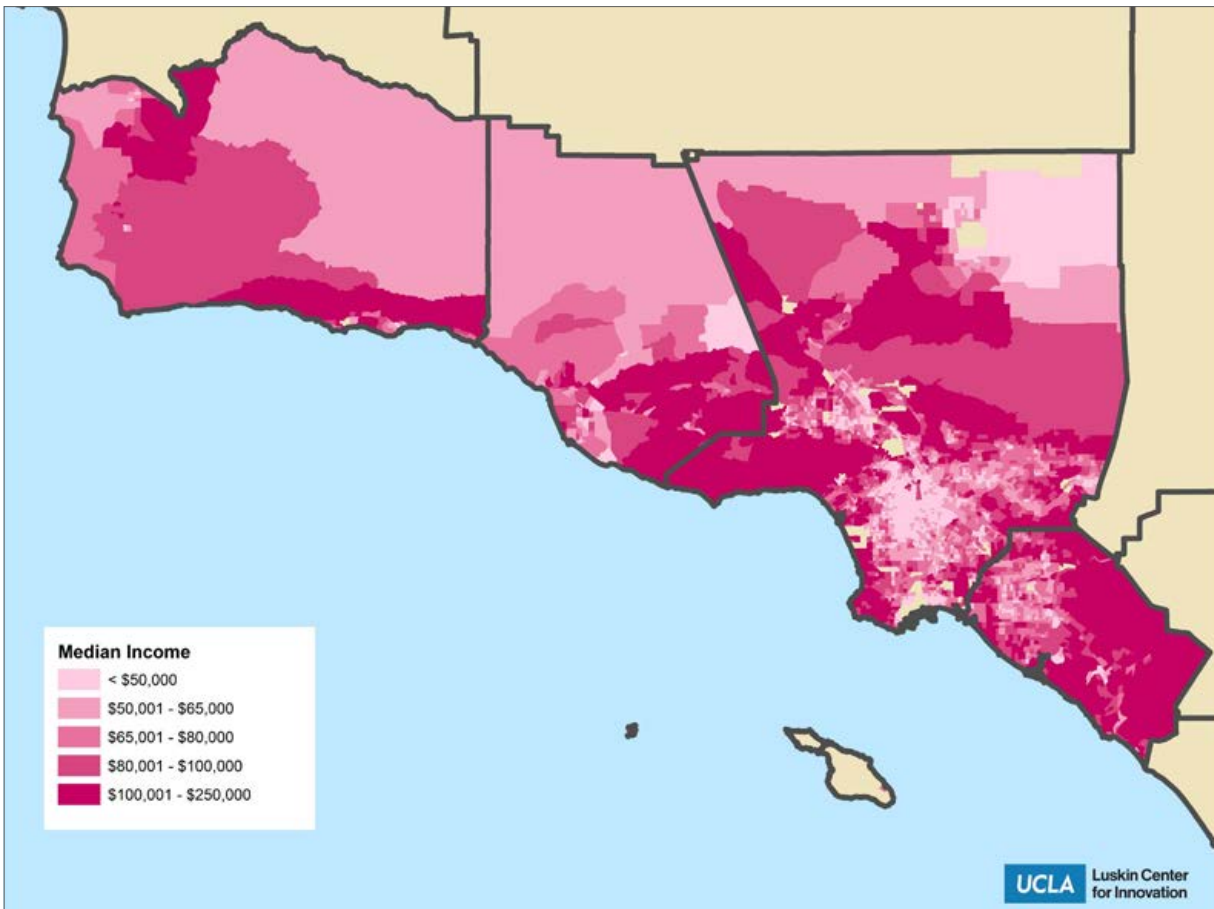 Median Income
< $50,000
$50,001 - $65,000
$65,001 - $80,000
$80,001 - $100,000
$100,001 - $250,000
UCLA
Luskin Center
for Innovation